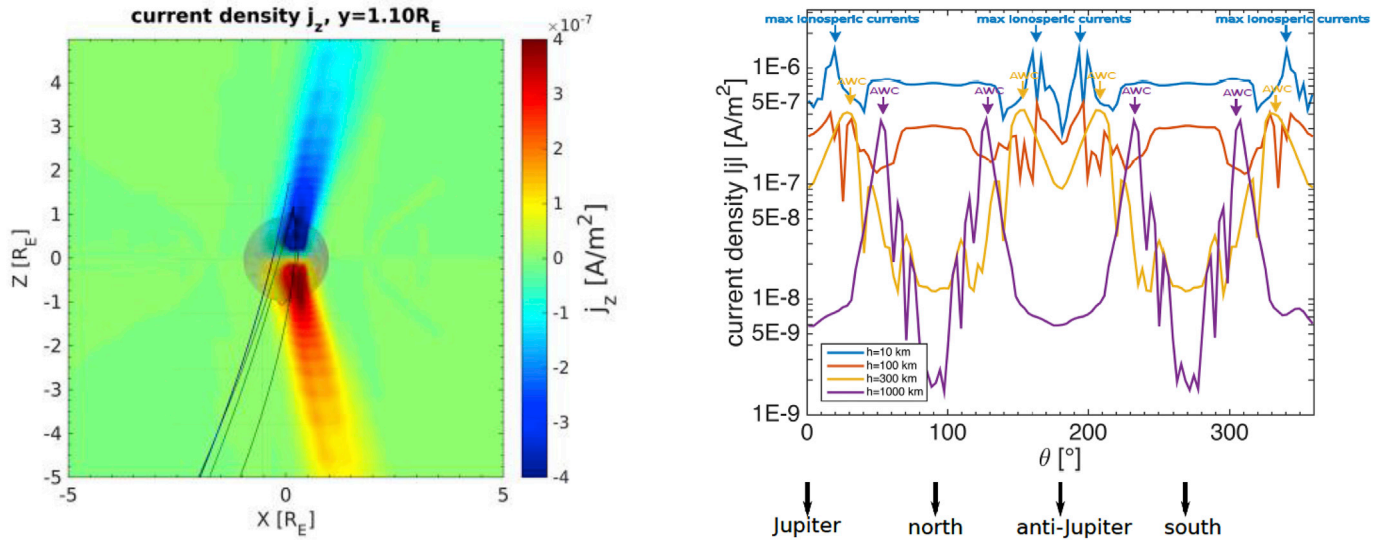 current density j_z, y=1.10R_E
×10^-7
5
4
3
2
1
0
-1
-2
-3
-4
-5
Z [R_E]
-5
0
5
X [R_E]
4
3
2
1
0
-1
-2
-3
-4
j_z [A/m^2]
max ionosperic currents
max ionosperic currents
max ionosperic currents
AWC
AWC
AWC
AWC
AWC
AWC
AWC
AWC
1E-6
5E-7
1E-7
5E-8
1E-8
5E-9
1E-9
current density |j| [A/m^2]
h=10 km
h=100 km
h=300 km
h=1000 km
0
100
200
300
θ [°]
Jupiter
north
anti-Jupiter
south